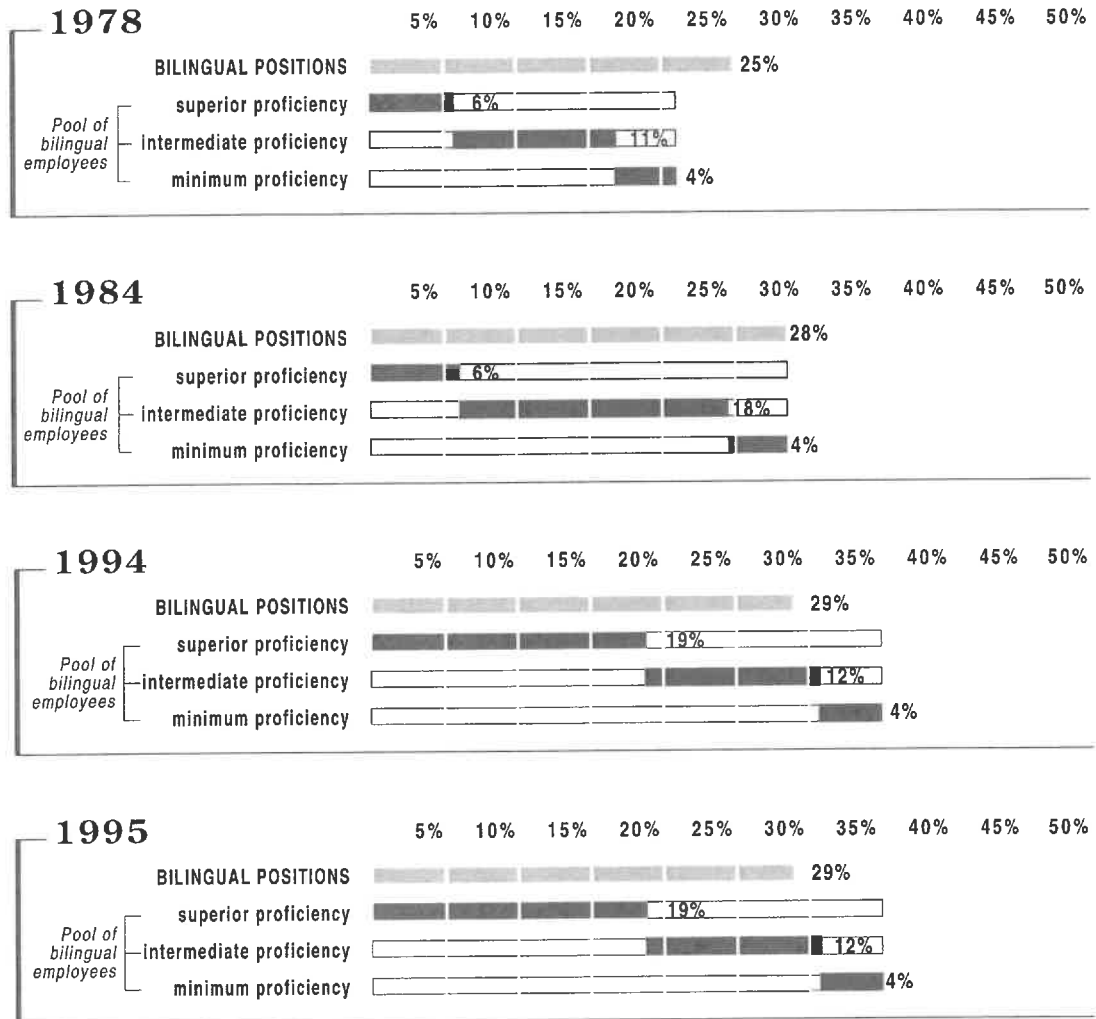 1978 5% 10% 15% 20% 25% 30% 35% 40% 45% 50%
BILINGUAL POSITIONS 25%
superior proficiency 6%
Pool of
bilingual
employees
intermediate proficiency 11%
minimum proficiency 4%
1984 5% 10% 15% 20% 25% 30% 35% 40% 45% 50%
BILINGUAL POSITIONS 28%
superior proficiency 6%
Pool of
bilingual
employees
intermediate proficiency 18%
minimum proficiency 4%
1994 5% 10% 15% 20% 25% 30% 35% 40% 45% 50%
BILINGUAL POSITIONS 29%
superior proficiency 19%
Pool of
bilingual
employees
intermediate proficiency 12%
minimum proficiency 4%
1995 5% 10% 15% 20% 25% 30% 35% 40% 45% 50%
BILINGUAL POSITIONS 29%
superior proficiency 19%
Pool of
bilingual
employees
intermediate proficiency 12%
minimum proficiency 4%